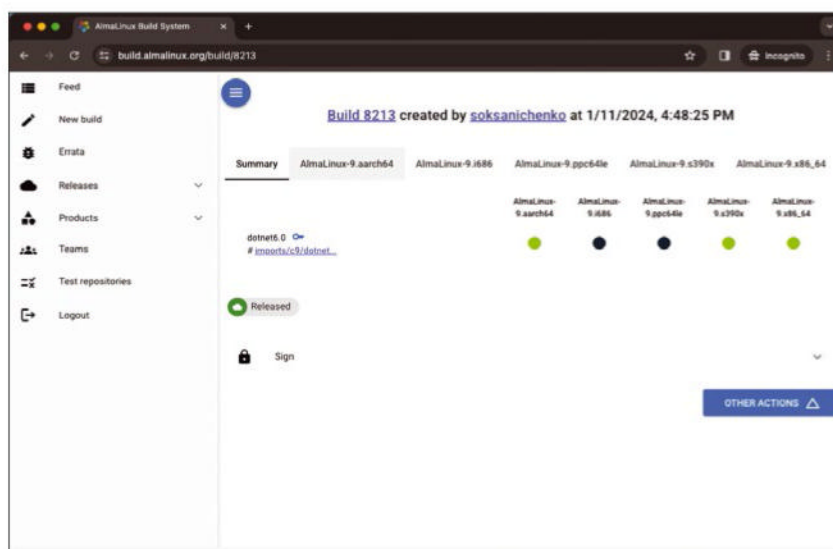 AlmaLinux Build System
build.almalinux.org/build/8213
Incognito
Feed
New build
Errata
Releases
Products
Teams
Test repositories
Logout
Build 8213 created by soksanichenko at 1/11/2024, 4:48:25 PM
Summary AlmaLinux-9.aarch64 AlmaLinux-9.i686 AlmaLinux-9.ppc64le AlmaLinux-9.s390x AlmaLinux-9.x86_64
AlmaLinux- AlmaLinux- AlmaLinux- AlmaLinux- AlmaLinux-
9.aarch64 9.i686 9.ppc64le 9.s390x 9.x86_64
dotnet6.0
# imports/c9/dotnet...
Released
Sign
OTHER ACTIONS